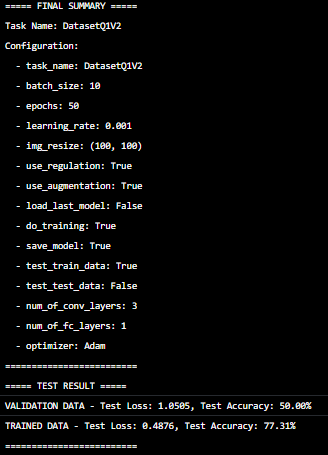 ===== FINAL SUMMARY =====
Task Name: DatasetQ1V2
Configuration:
- task_name: DatasetQ1V2
- batch_size: 10
- epochs: 50
- learning_rate: 0.001
- img_resize: (100, 100)
- use_regulation: True
- use_augmentation: True
- load_last_model: False
- do_training: True
- save_model: True
- test_train_data: True
- test_test_data: False
- num_of_conv_layers: 3
- num_of_fc_layers: 1
- optimizer: Adam
=========================
===== TEST RESULT =====
VALIDATION DATA - Test Loss: 1.0505, Test Accuracy: 50.00%
TRAINED DATA - Test Loss: 0.4876, Test Accuracy: 77.31%
=========================